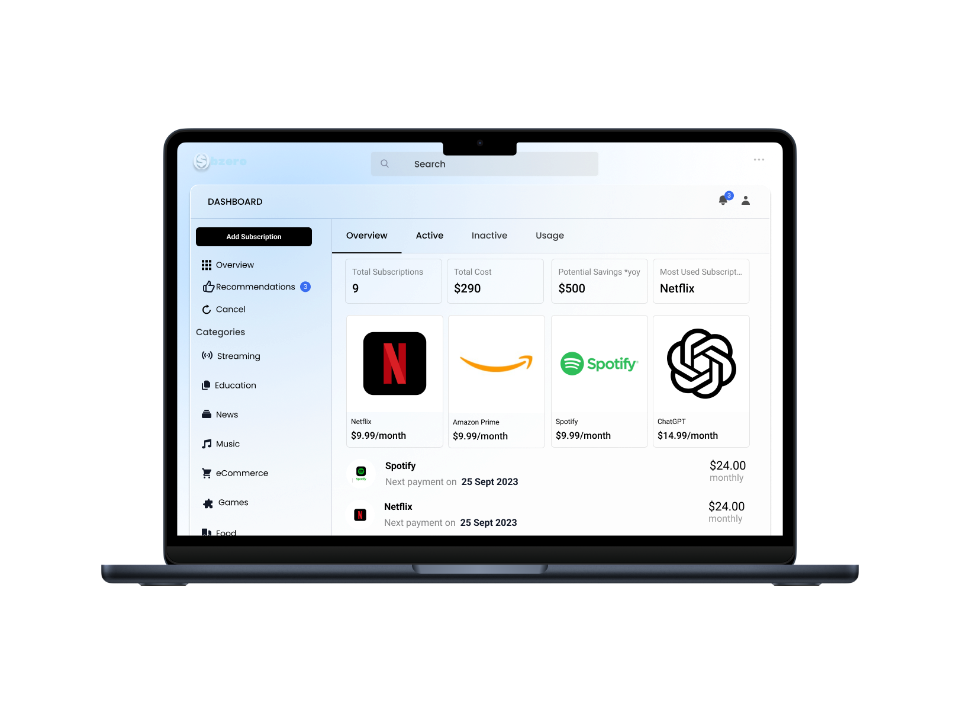 Search
DASHBOARD
2
Add Subscription
Overview
Recommendations 3
Cancel
Categories
Streaming
Education
News
Music
eCommerce
Games
Food
Overview Active Inactive Usage
Total Subscriptions
9
Total Cost
$290
Potential Savings *yoy
$500
Most Used Subscript...
Netflix
N
Spotify
Netflix
$9.99/month
Amazon Prime
$9.99/month
Spotify
$9.99/month
ChatGPT
$14.99/month
Spotify
Next payment on 25 Sept 2023
$24.00
monthly
Netflix
Next payment on 25 Sept 2023
$24.00
monthly